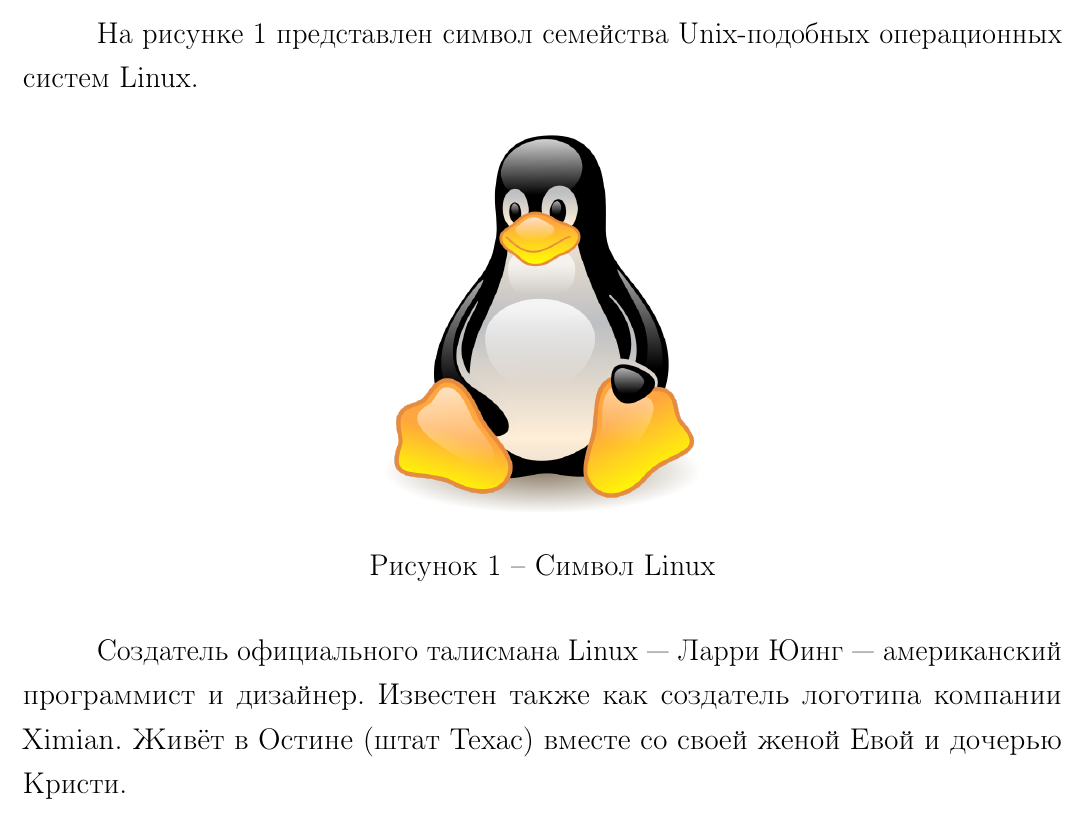 На рисунке 1 представлен символ семейства Unix-подобных операционных
систем Linux.
Рисунок 1 – Символ Linux
Создатель официального талисмана Linux — Ларри Юинг — американский
программист и дизайнер. Известен также как создатель логотипа компании
Ximian. Живёт в Остине (штат Техас) вместе со своей женой Евой и дочерью
Кристи.